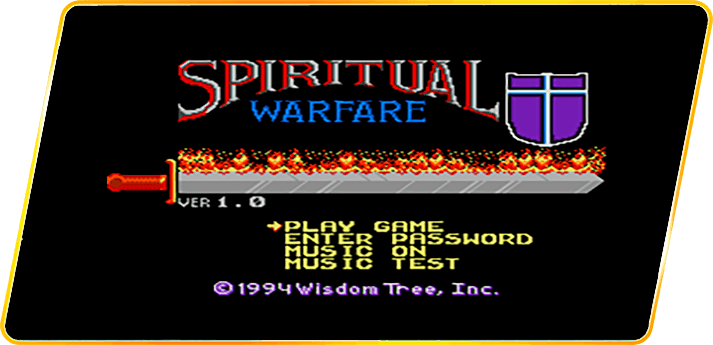 SPIRITUAL
WARFARE
VER 1.0
➔PLAY GAME
ENTER PASSWORD
MUSIC ON
MUSIC TEST
©1994 Wisdom Tree, Inc.